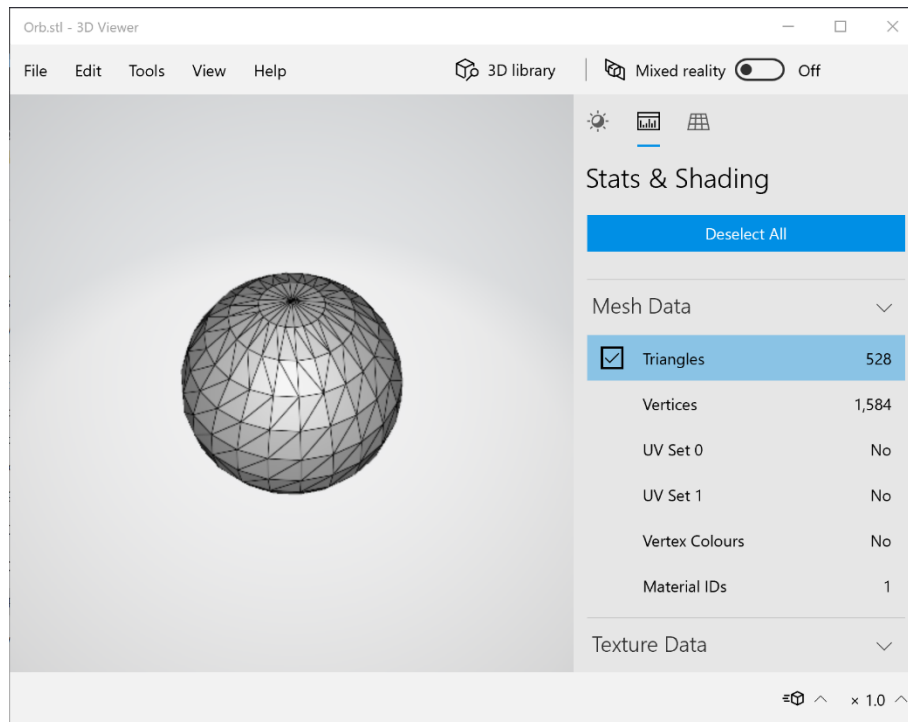 Orb.stl - 3D Viewer
File Edit Tools View Help 3D library Mixed reality Off
Stats & Shading
Deselect All
Mesh Data
Triangles 528
Vertices 1,584
UV Set 0 No
UV Set 1 No
Vertex Colours No
Material IDs 1
Texture Data
× 1.0